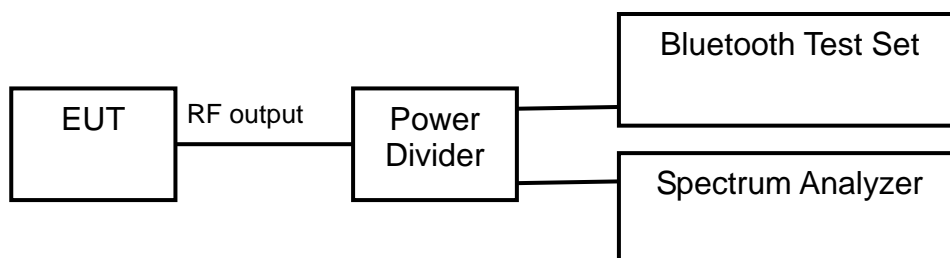 EUT
RF output
Power
Divider
Bluetooth Test Set
Spectrum Analyzer